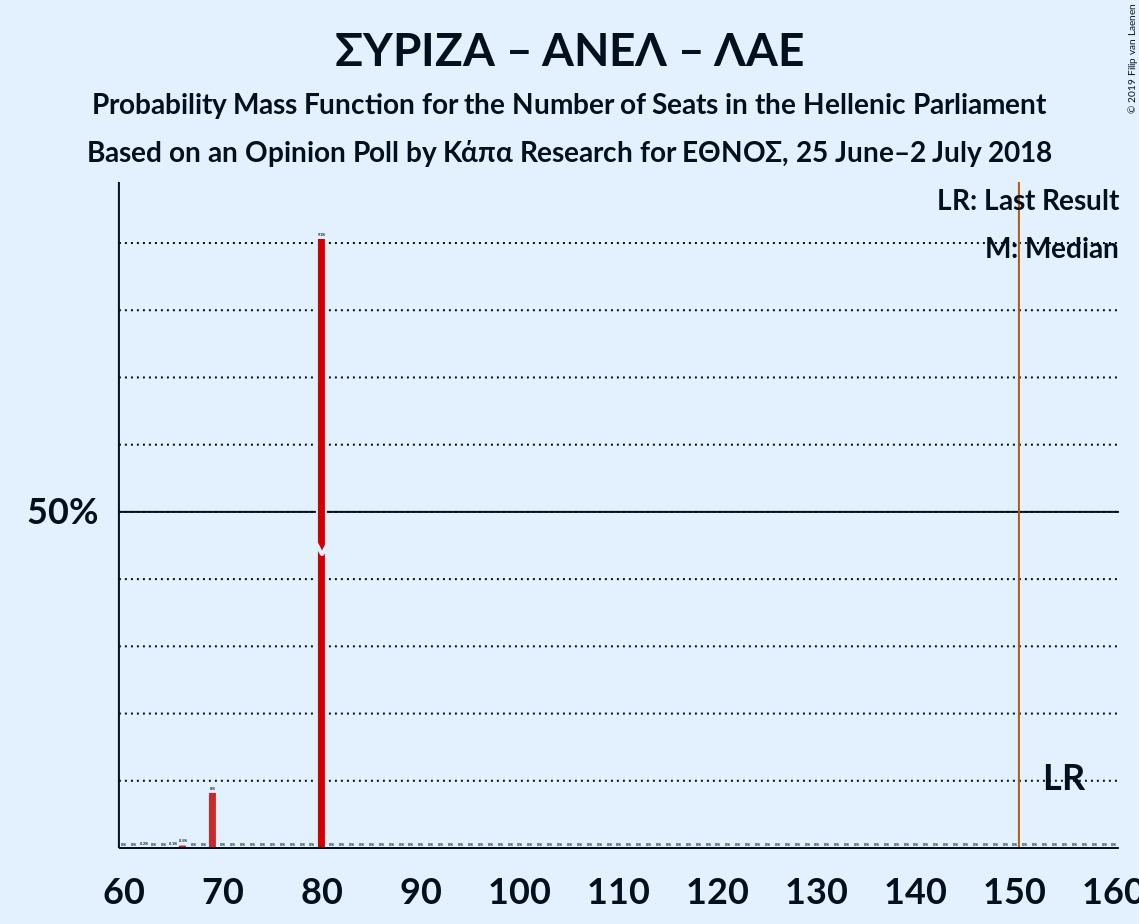 ΣΥΡΙΖΑ – ΑΝΕΛ – ΛΑΕ
Probability Mass Function for the Number of Seats in the Hellenic Parliament
Based on an Opinion Poll by Κάπα Research for ΕΘΝΟΣ, 25 June–2 July 2018
© 2019 Filip van Laenen
LR: Last Result
M: Median
50%
LR
60 70 80 90 100 110 120 130 140 150 160